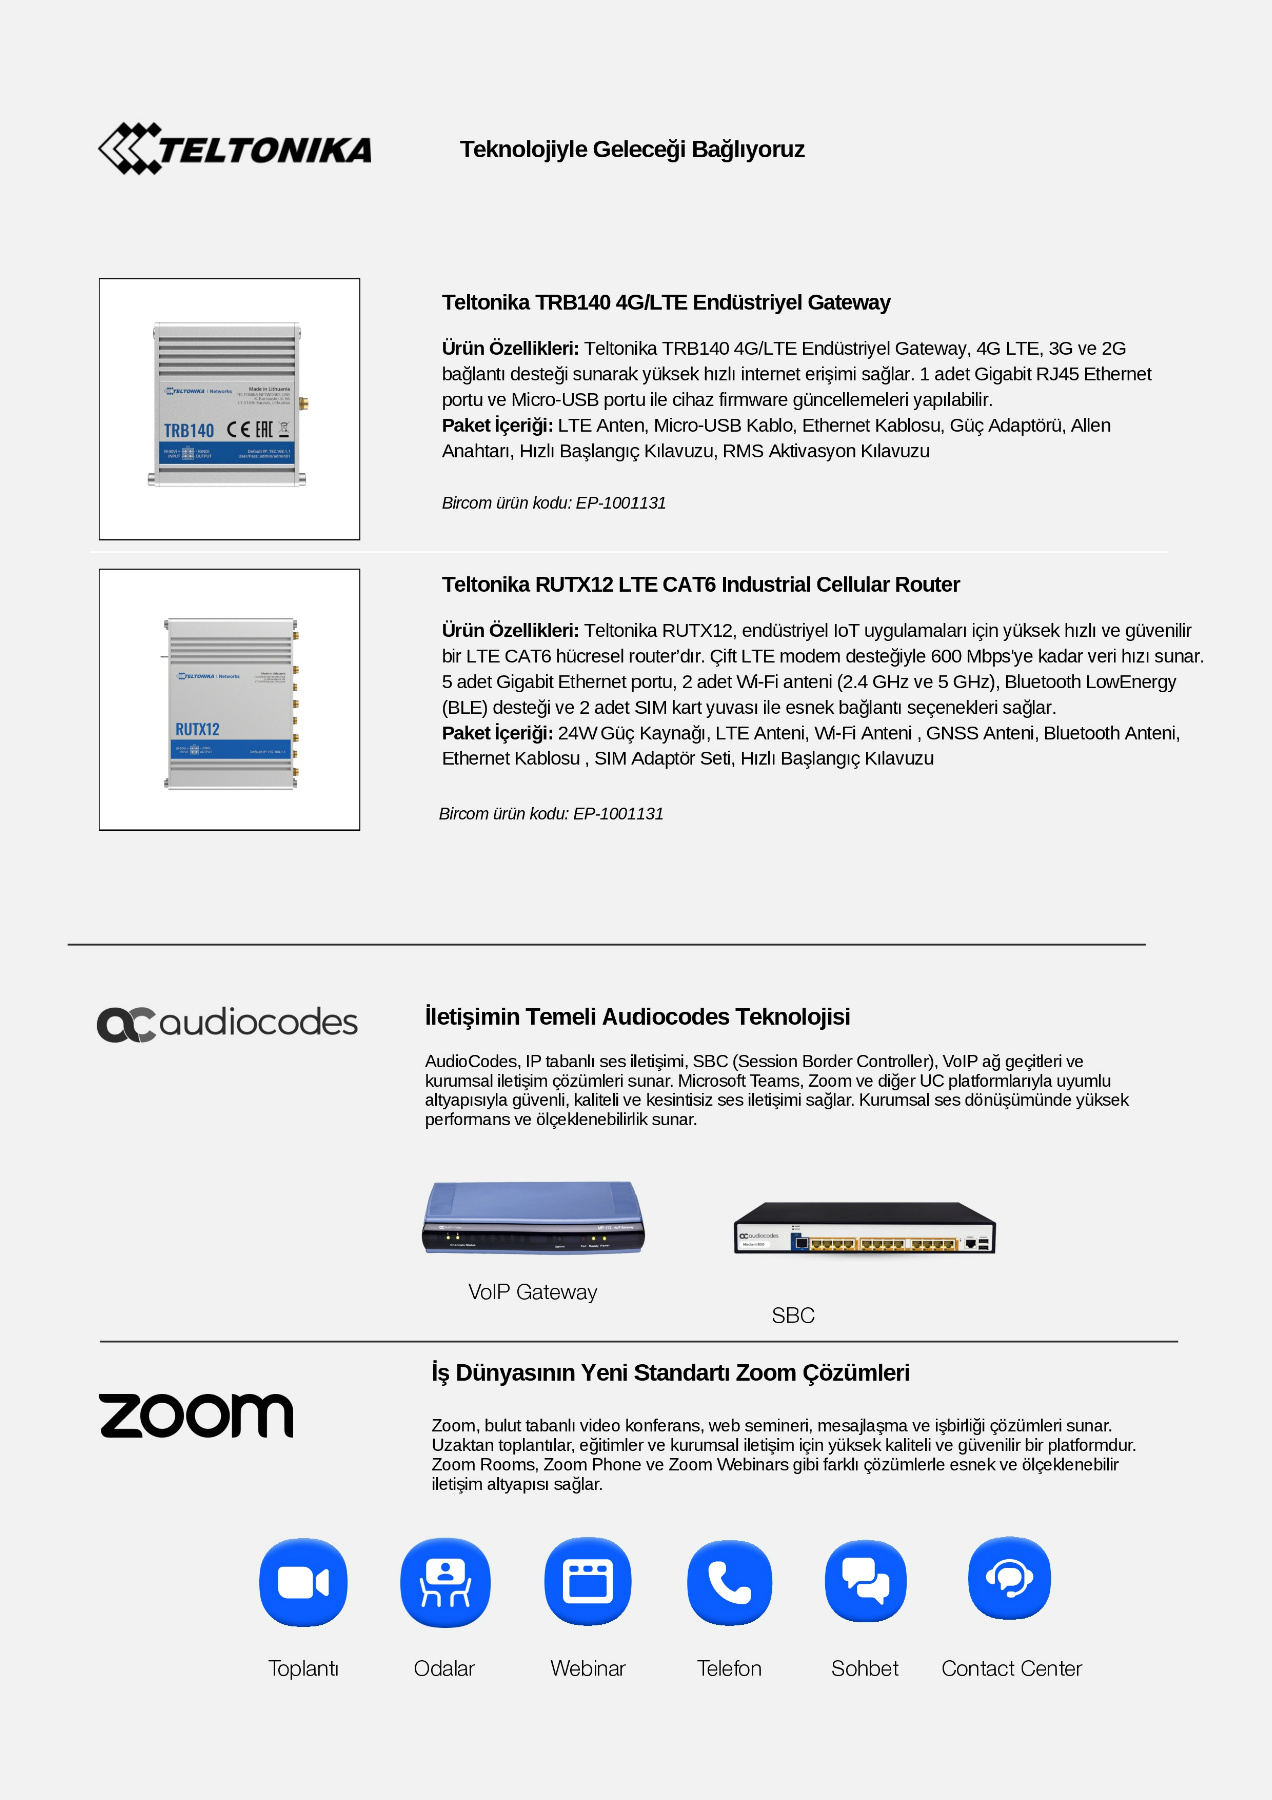 TELTONIKA
Teknolojiyle Geleceği Bağlıyoruz
Teltonika TRB140 4G/LTE Endüstriyel Gateway
Ürün Özellikleri: Teltonika TRB140 4G/LTE Endüstriyel Gateway, 4G LTE, 3G ve 2G
bağlantı desteği sunarak yüksek hızlı internet erişimi sağlar. 1 adet Gigabit RJ45 Ethernet
portu ve Micro-USB portu ile cihaz firmware güncellemeleri yapılabilir.
Paket İçeriği: LTE Anten, Micro-USB Kablo, Ethernet Kablosu, Güç Adaptörü, Allen
Anahtarı, Hızlı Başlangıç Kılavuzu, RMS Aktivasyon Kılavuzu
Bircom ürün kodu: EP-1001131
TELTONIKA | Networks
Made in Lithuania
TRB140
INPUT
OUTPUT
Teltonika RUTX12 LTE CAT6 Industrial Cellular Router
Ürün Özellikleri: Teltonika RUTX12, endüstriyel IoT uygulamaları için yüksek hızlı ve güvenilir
bir LTE CAT6 hücresel router'dır. Çift LTE modem desteğiyle 600 Mbps'ye kadar veri hızı sunar.
5 adet Gigabit Ethernet portu, 2 adet Wi-Fi anteni (2.4 GHz ve 5 GHz), Bluetooth LowEnergy
(BLE) desteği ve 2 adet SIM kart yuvası ile esnek bağlantı seçenekleri sağlar.
Paket İçeriği: 24W Güç Kaynağı, LTE Anteni, Wi-Fi Anteni , GNSS Anteni, Bluetooth Anteni,
Ethernet Kablosu , SIM Adaptör Seti, Hızlı Başlangıç Kılavuzu
Bircom ürün kodu: EP-1001131
TELTONIKA | Networks
RUTX12
ac audiocodes
İletişimin Temeli Audiocodes Teknolojisi
AudioCodes, IP tabanlı ses iletişimi, SBC (Session Border Controller), VoIP ağ geçitleri ve
kurumsal iletişim çözümleri sunar. Microsoft Teams, Zoom ve diğer UC platformlarıyla uyumlu
altyapısıyla güvenli, kaliteli ve kesintisiz ses iletişimi sağlar. Kurumsal ses dönüşümünde yüksek
performans ve ölçeklenebilirlik sunar.
audiocodes
VoIP Gateway
SBC
zoom
İş Dünyasının Yeni Standartı Zoom Çözümleri
Zoom, bulut tabanlı video konferans, web semineri, mesajlaşma ve işbirliği çözümleri sunar.
Uzaktan toplantılar, eğitimler ve kurumsal iletişim için yüksek kaliteli ve güvenilir bir platformdur.
Zoom Rooms, Zoom Phone ve Zoom Webinars gibi farklı çözümlerle esnek ve ölçeklenebilir
iletişim altyapısı sağlar.
Toplantı
Odalar
Webinar
Telefon
Sohbet
Contact Center